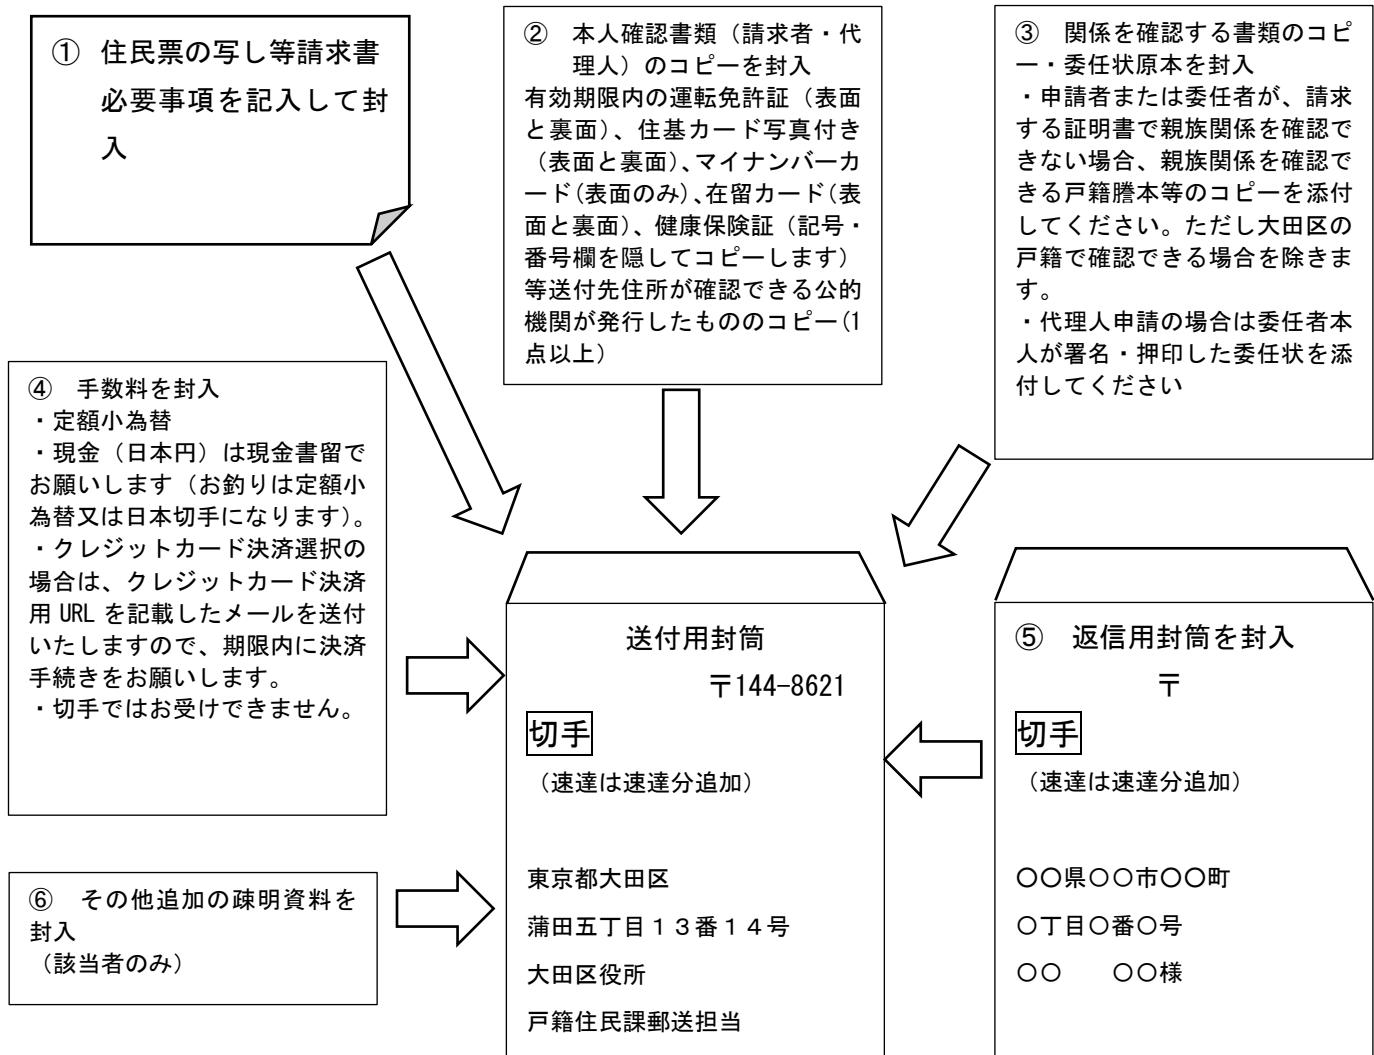 ① 住民票の写し等請求書
必要事項を記入して封
入
② 本人確認書類（請求者・代
理人）のコピーを封入
有効期限内の運転免許証（表面
と裏面）、住基カード写真付き
（表面と裏面）、マイナンバーカ
ード（表面のみ）、在留カード（表
面と裏面）、健康保険証（記号・
番号欄を隠してコピーします）
等送付先住所が確認できる公的
機関が発行したもののコピー（1
点以上）
③ 関係を確認する書類のコピ
ー・委任状原本を封入
・申請者または委任者が、請求
する証明書で親族関係を確認で
きない場合、親族関係を確認で
きる戸籍謄本等のコピーを添付
してください。ただし大田区の
戸籍で確認できる場合を除きま
す。
・代理人申請の場合は委任者本
人が署名・押印した委任状を添
付してください
④ 手数料を封入
・定額小為替
・現金（日本円）は現金書留で
お願いします（お釣りは定額小
為替又は日本切手になります）。
・クレジットカード決済選択の
場合は、クレジットカード決済
用 URL を記載したメールを送付
いたしますので、期限内に決済
手続きをお願いします。
・切手ではお受けできません。
送付用封筒
〒144-8621
切手
（速達は速達分追加）
東京都大田区
蒲田五丁目１３番１４号
大田区役所
戸籍住民課郵送担当
⑤ 返信用封筒を封入
〒
切手
（速達は速達分追加）
〇〇県〇〇市〇〇町
〇丁目〇番〇号
〇〇 〇〇様
⑥ その他追加の疎明資料を
封入
（該当者のみ）